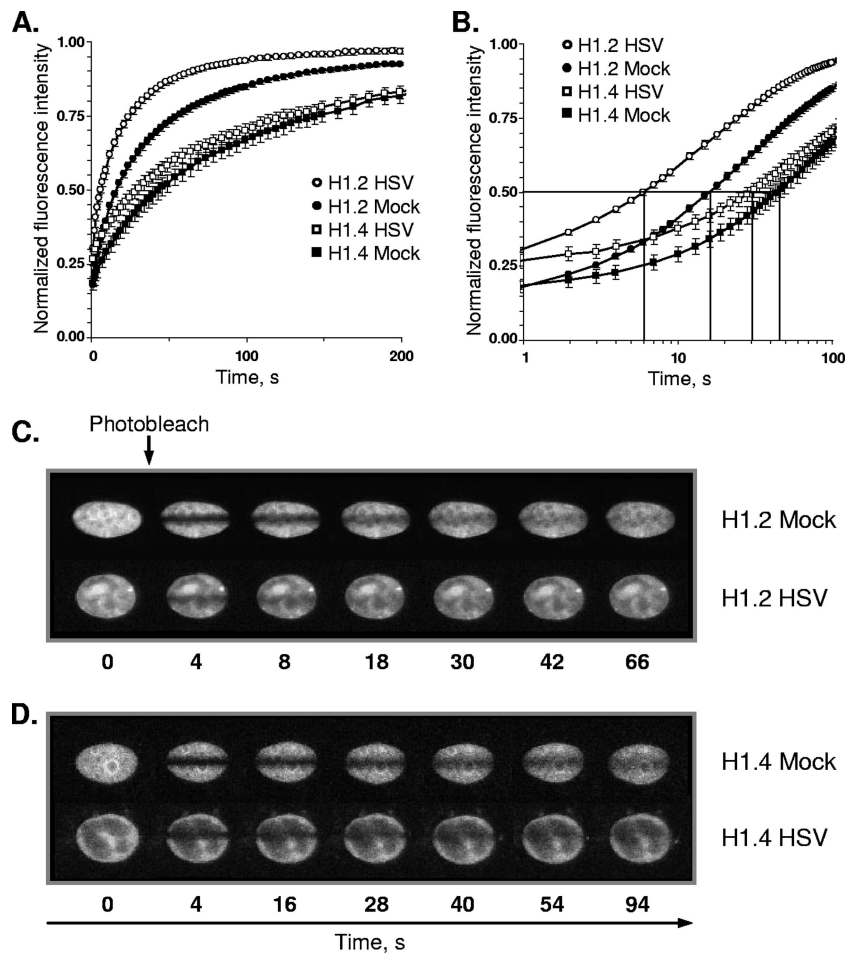 A.
Normalized fluorescence intensity
1.00
0.75
0.50
0.25
0.00
0 100 200
Time, s
H1.2 HSV
H1.2 Mock
H1.4 HSV
H1.4 Mock
B.
Normalized fluorescence intensity
1.00
0.75
0.50
0.25
0.00
1 10 100
Time, s
H1.2 HSV
H1.2 Mock
H1.4 HSV
H1.4 Mock
C.
Photobleach
H1.2 Mock
H1.2 HSV
0 4 8 18 30 42 66
D.
H1.4 Mock
H1.4 HSV
0 4 16 28 40 54 94
Time, s